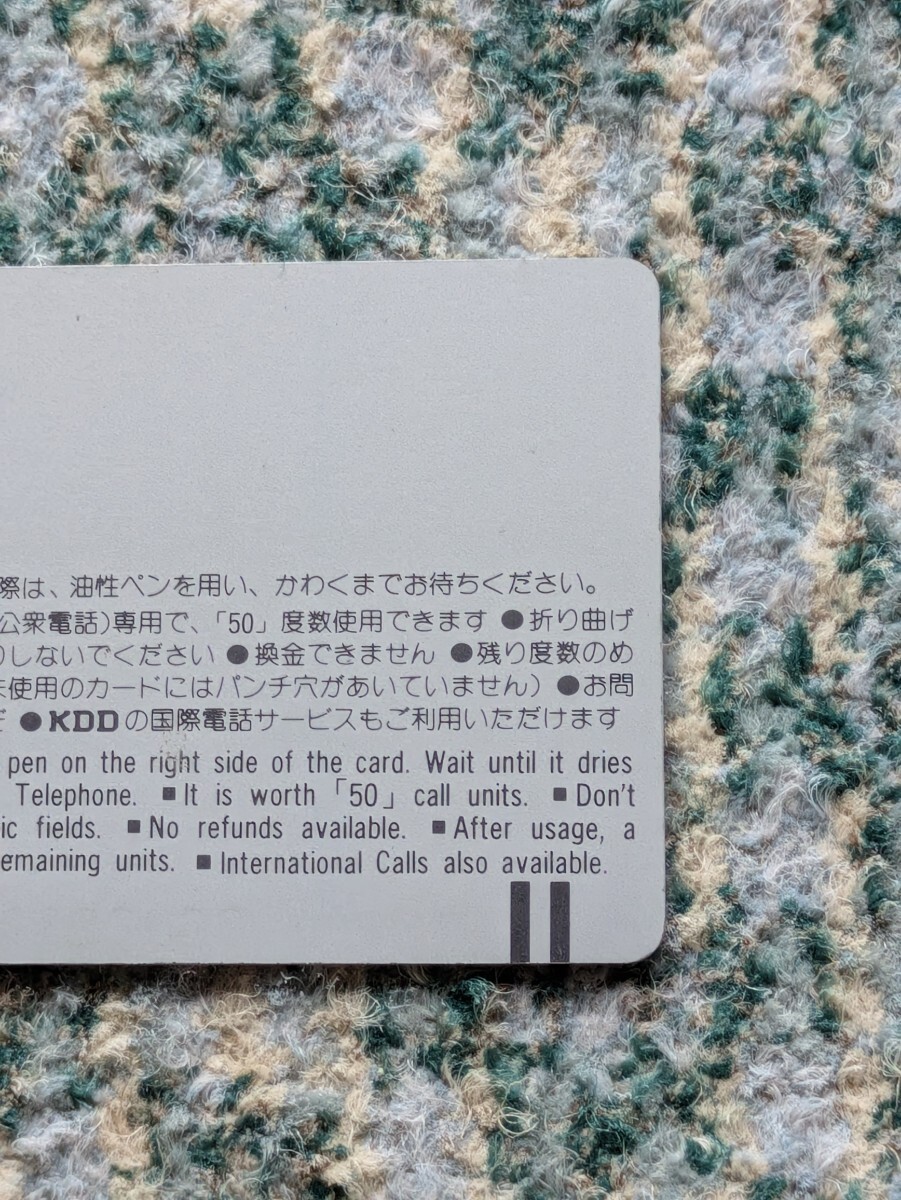 際は、油性ペンを用い、かわくまでお待ちください。
公衆電話)専用で、「50」度数使用できます ●折り曲げ
りしないでください ●換金できません ●残り度数のめ
使用のカードにはパンチ穴があいていません) ●お問
●KDDの国際電話サービスもご利用いただけます
pen on the right side of the card. Wait until it dries
Telephone. ■It is worth「50」call units. ■Don't
ic fields. ■No refunds available. ■After usage, a
emaining units. ■International Calls also available.